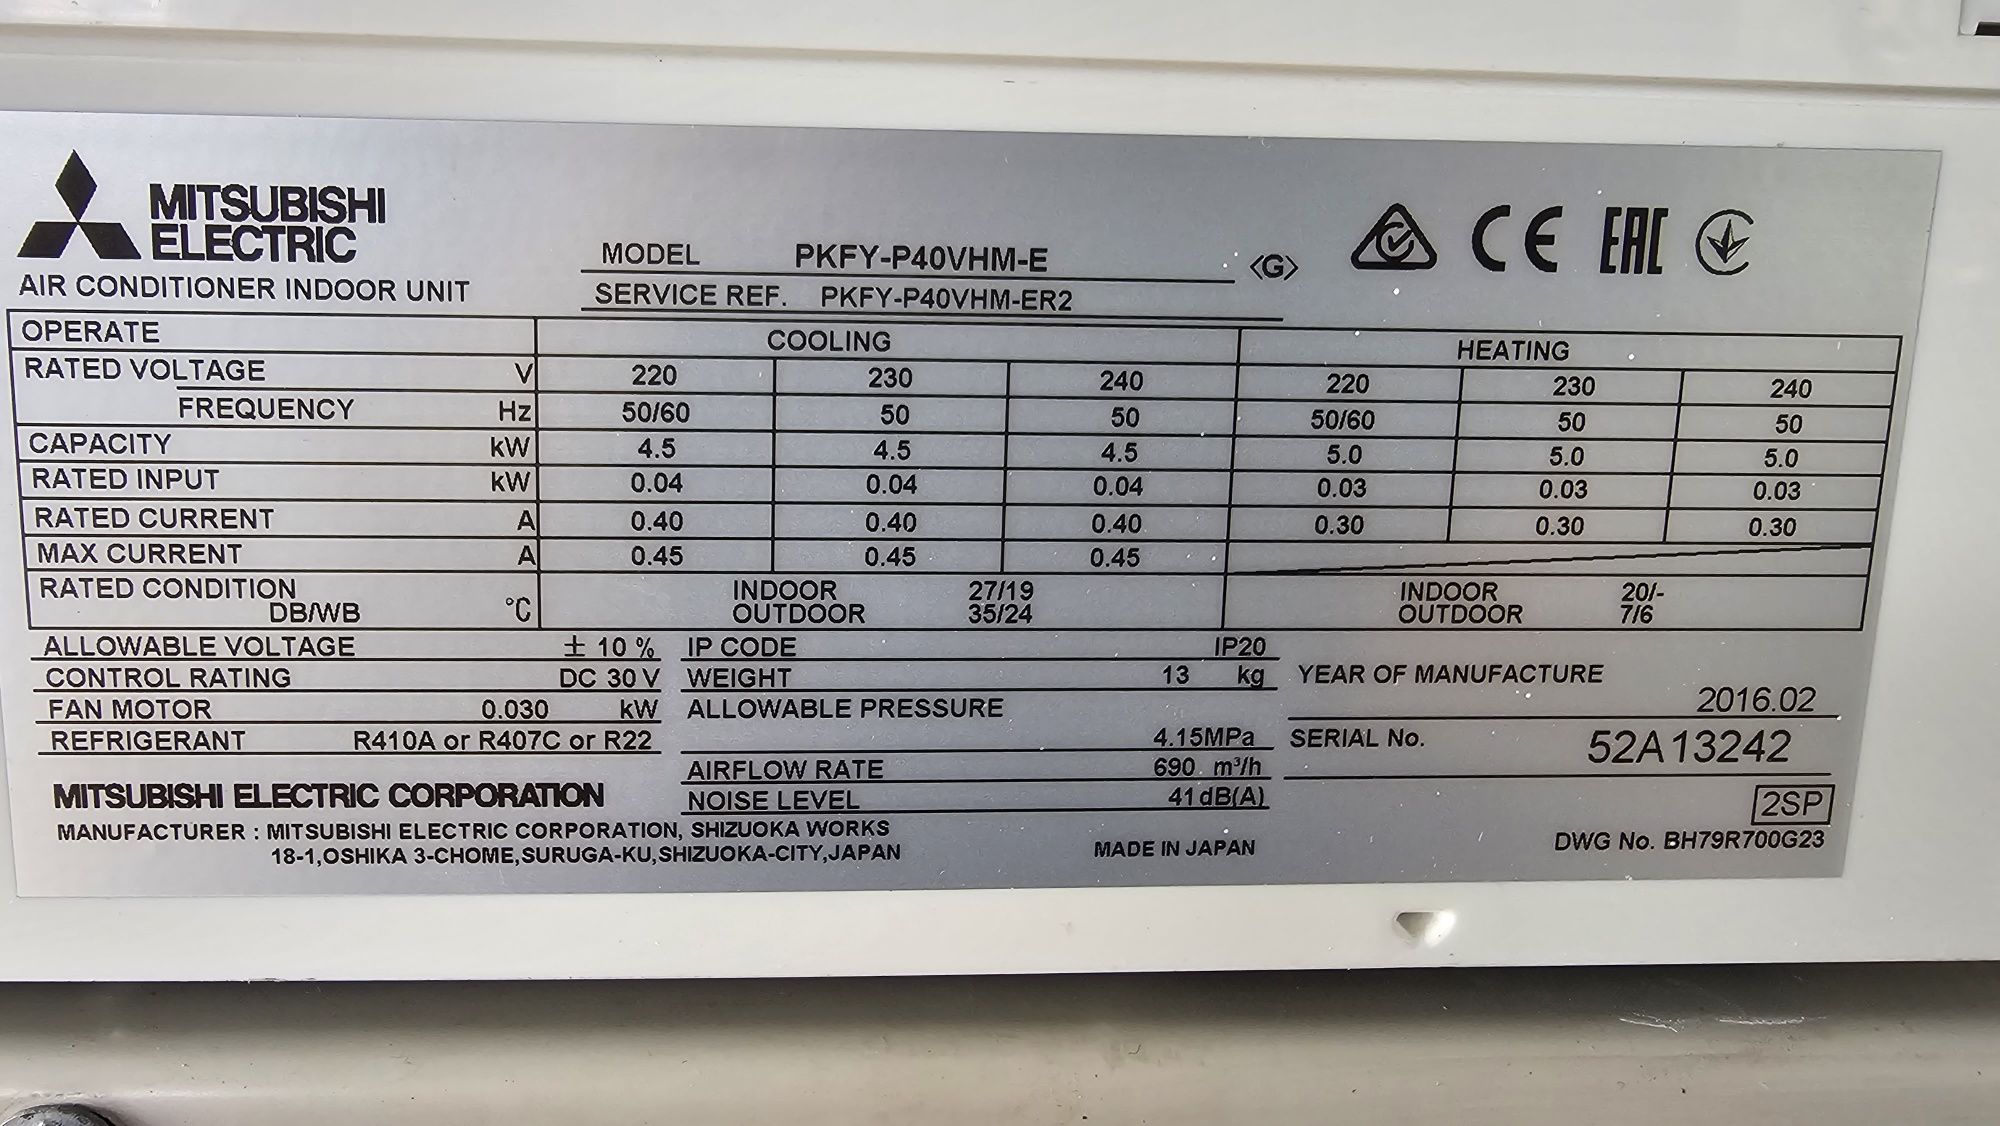 MITSUBISHI
ELECTRIC
AIR CONDITIONER INDOOR UNIT
MODEL PKFY-P40VHM-E <G>
SERVICE REF. PKFY-P40VHM-ER2
CE EAC
OPERATE COOLING HEATING
RATED VOLTAGE V 220 230 240 220 230 240
FREQUENCY Hz 50/60 50 50 50/60 50 50
CAPACITY kW 4.5 4.5 4.5 5.0 5.0 5.0
RATED INPUT kW 0.04 0.04 0.04 0.03 0.03 0.03
RATED CURRENT A 0.40 0.40 0.40 0.30 0.30 0.30
MAX CURRENT A 0.45 0.45 0.45
RATED CONDITION INDOOR 27/19 INDOOR 20/-
DB/WB °C OUTDOOR 35/24 OUTDOOR 7/6
ALLOWABLE VOLTAGE ± 10 % IP CODE IP20
CONTROL RATING DC 30 V WEIGHT 13 kg YEAR OF MANUFACTURE
2016.02
FAN MOTOR 0.030 kW ALLOWABLE PRESSURE
REFRIGERANT R410A or R407C or R22 4.15MPa SERIAL No. 52A13242
AIRFLOW RATE 690 m³/h
MITSUBISHI ELECTRIC CORPORATION NOISE LEVEL 41 dB(A) 2SP
MANUFACTURER : MITSUBISHI ELECTRIC CORPORATION, SHIZUOKA WORKS
18-1,OSHIKA 3-CHOME,SURUGA-KU,SHIZUOKA-CITY,JAPAN MADE IN JAPAN DWG No. BH79R700G23